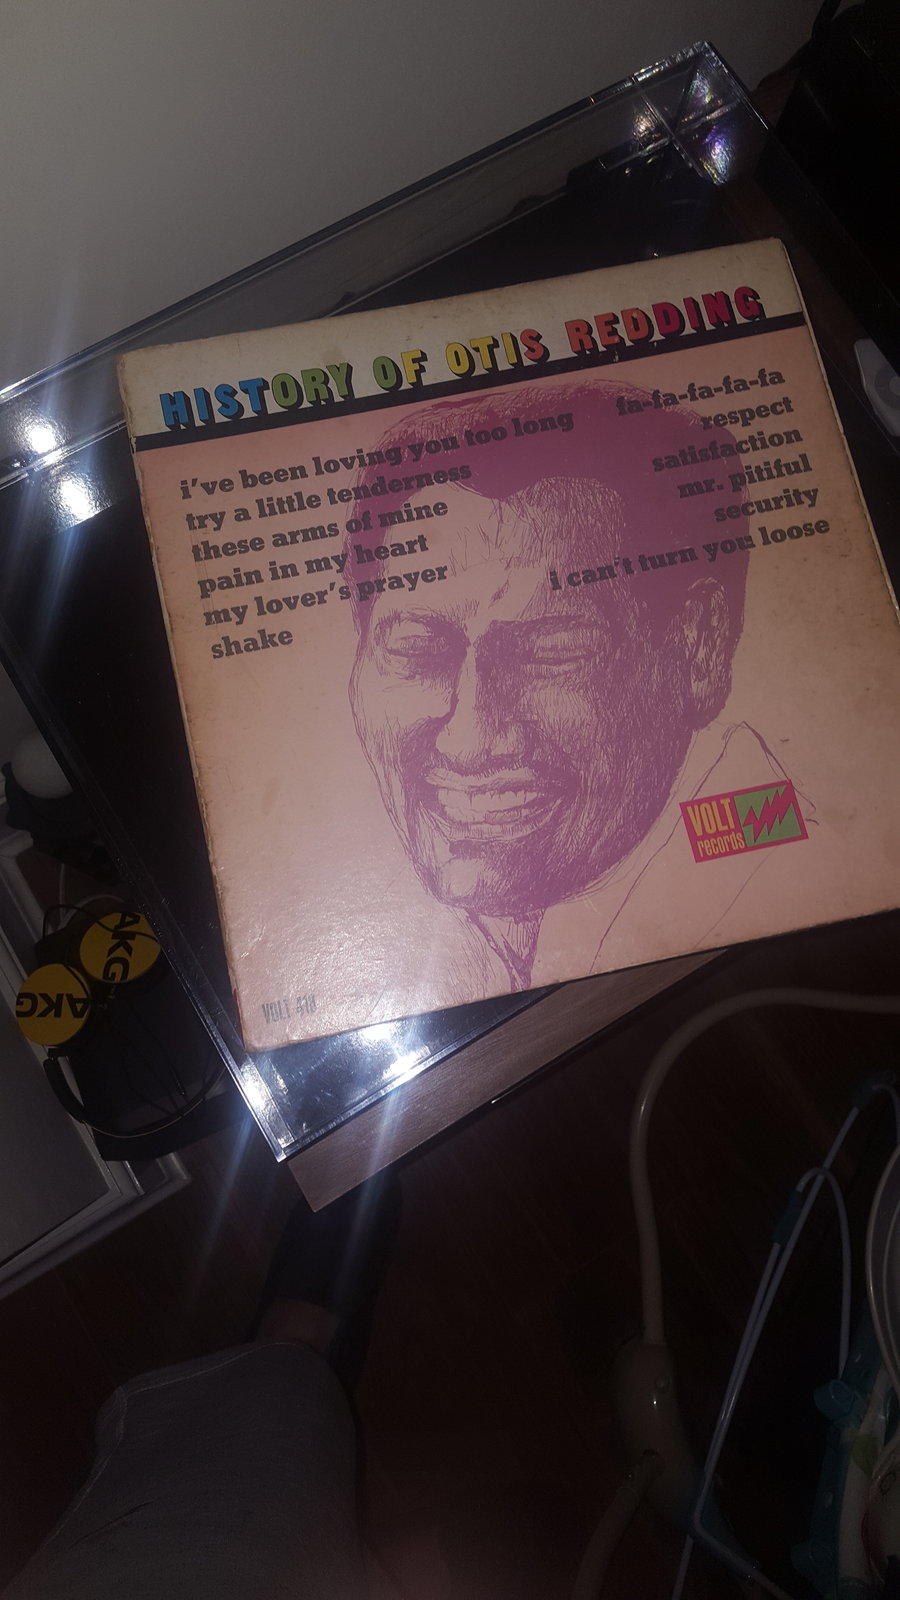 HISTORY OF OTIS REDDING
i've been loving you too long
try a little tenderness
these arms of mine
pain in my heart
my lover's prayer
shake
fa-fa-fa-fa-fa
respect
satisfaction
mr. pitiful
security
i can't turn you loose
VOLT
records
VOLT 418
AKG
AKG